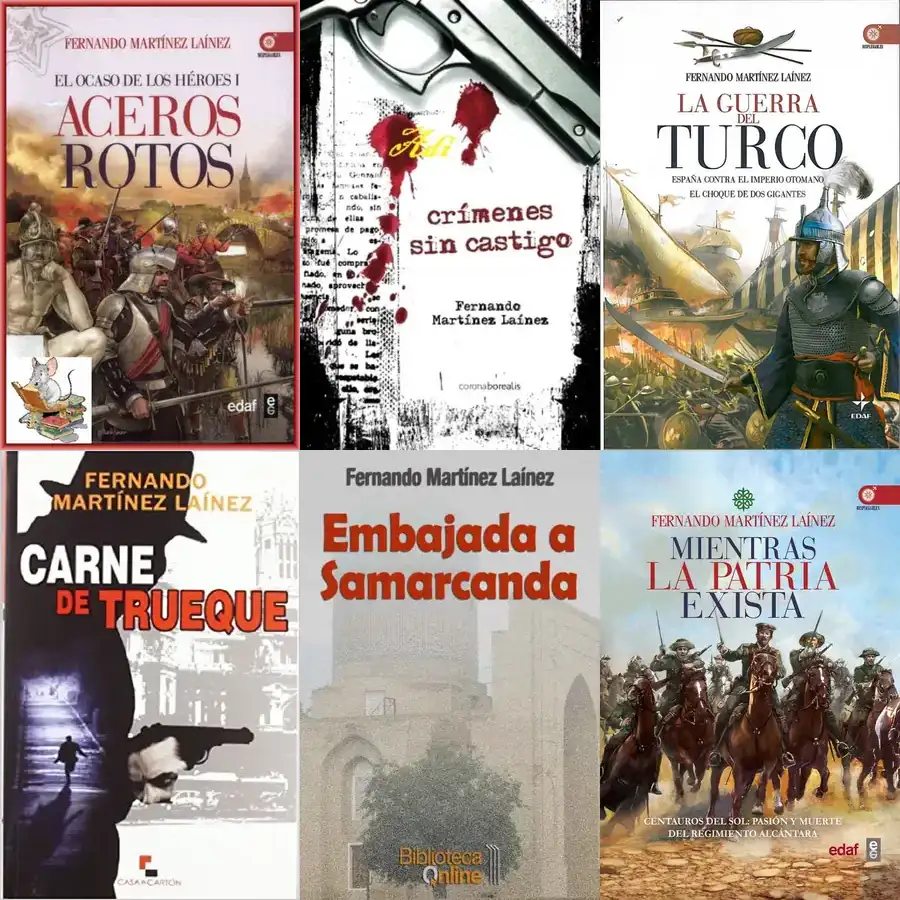 FERNANDO MARTÍNEZ LAÍNEZ
EL OCASO DE LOS HÉROES I
ACEROS
ROTOS
edaf
crímenes
sin castigo
Fernando
Martínez Laínez
coronaborealis
FERNANDO MARTÍNEZ LAÍNEZ
LA GUERRA
DEL
TURCO
ESPAÑA CONTRA EL IMPERIO OTOMANO
EL CHOQUE DE DOS GIGANTES
EDAF
FERNANDO
MARTÍNEZ LAÍNEZ
CARNE
DE TRUEQUE
CASA DE CARTÓN
Fernando Martínez Laínez
Embajada a
Samarcanda
Biblioteca
Online
FERNANDO MARTÍNEZ LAÍNEZ
MIENTRAS
LA PATRIA
EXISTA
CENTAUROS DEL SOL: PASIÓN Y MUERTE
DEL REGIMIENTO ALCÁNTARA
edaf